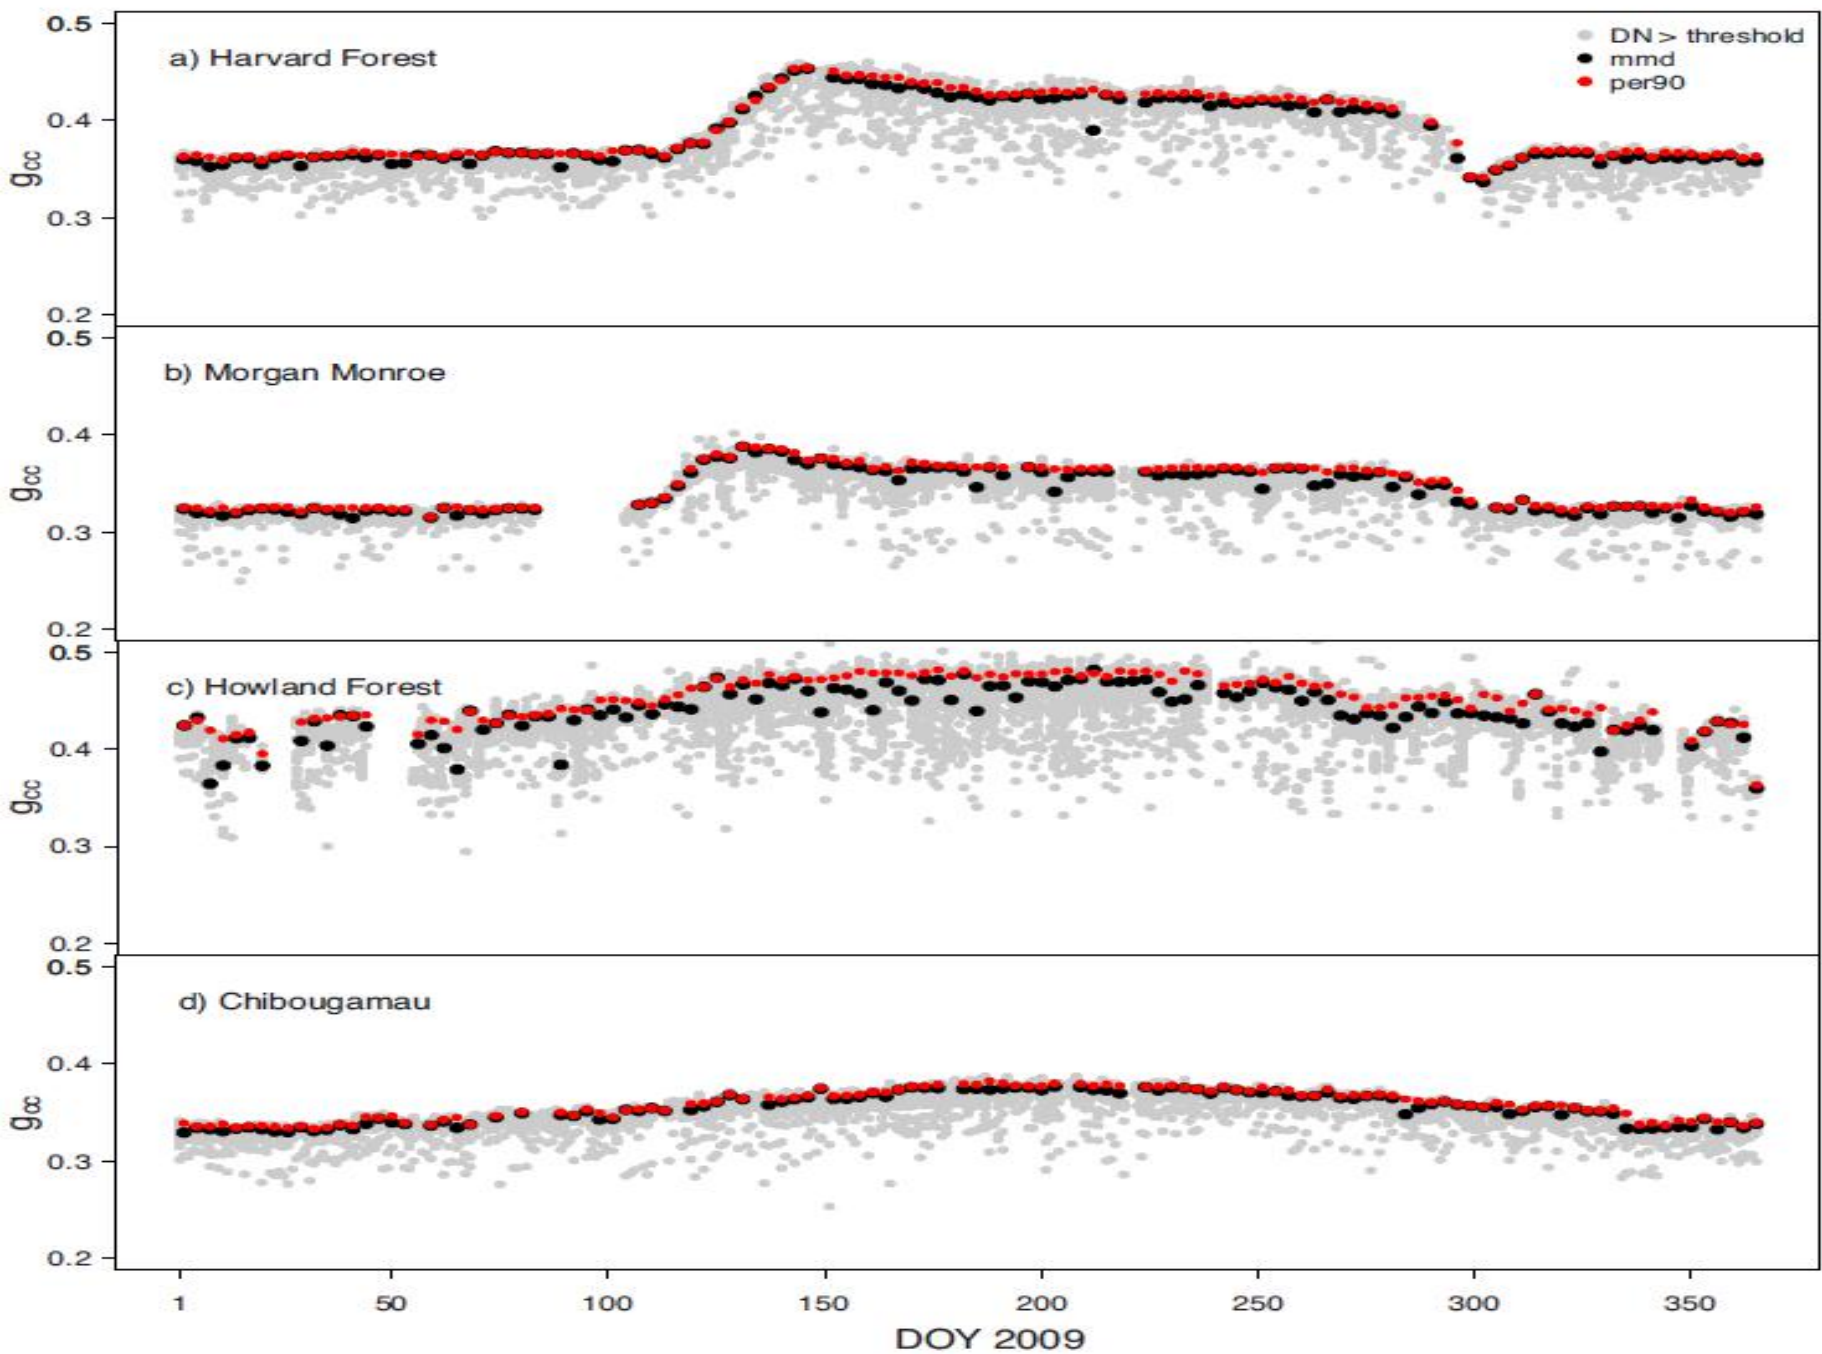 0.5
a) Harvard Forest
DN > threshold
mmd
per90
0.4
gcc
0.3
0.2
0.5
b) Morgan Monroe
0.4
gcc
0.3
0.2
0.5
c) Howland Forest
0.4
gcc
0.3
0.2
0.5
d) Chibougamau
0.4
gcc
0.3
0.2
1 50 100 150 200 250 300 350
DOY 2009